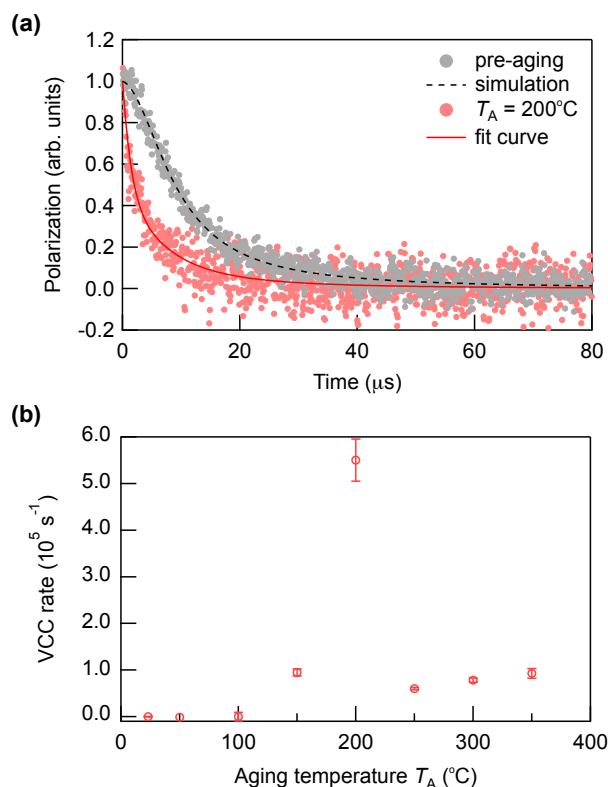 (a)
1.2
1.0
0.8
0.6
0.4
0.2
0.0
-0.2
Polarization (arb. units)
pre-aging
simulation
T_A = 200°C
fit curve
0 20 40 60 80
Time (μs)
(b)
6.0
5.0
4.0
3.0
2.0
1.0
0.0
VCC rate (10^5 s^-1)
0 100 200 300 400
Aging temperature T_A (°C)